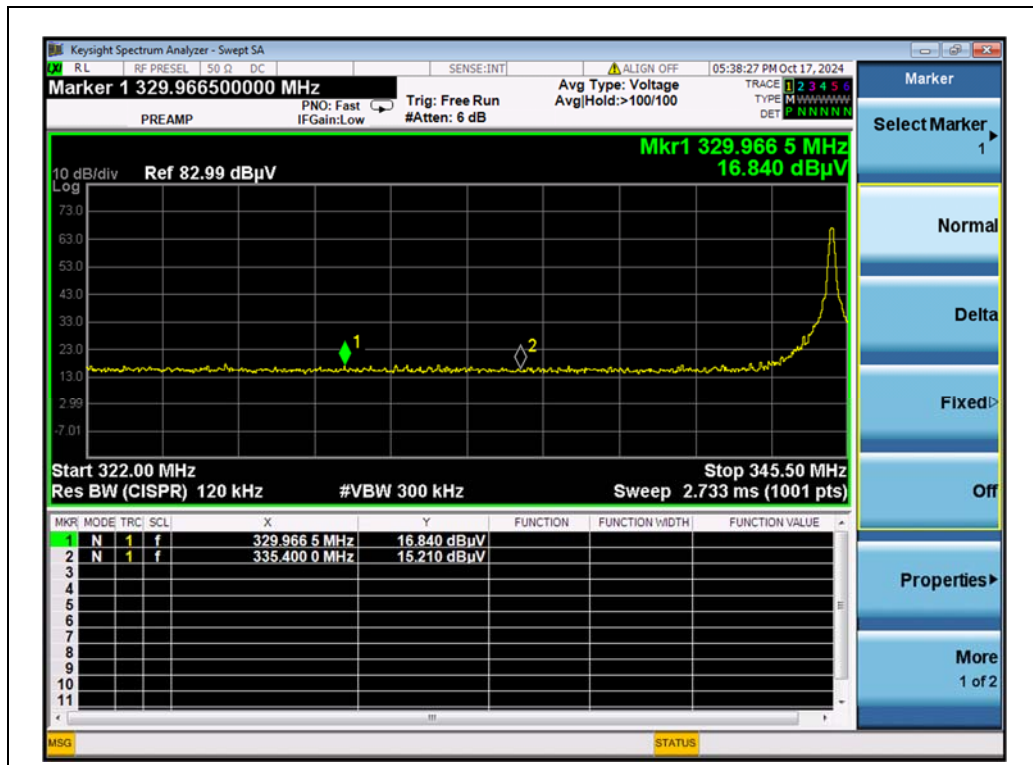 Keysight Spectrum Analyzer - Swept SA
LXI RL RF PRESEL 50 Ω DC SENSE:INT ALIGN OFF 05:38:27 PM Oct 17, 2024
Marker 1 329.966500000 MHz
PREAMP
PNO: Fast
IFGain:Low
Trig: Free Run
#Atten: 6 dB
Avg Type: Voltage
Avg|Hold:>100/100
TRACE 1 2 3 4 5 6
TYPE M W W W W W
DET P N N N N N
Mkr1 329.966 5 MHz
16.840 dBµV
10 dB/div Ref 82.99 dBµV
Log
73.0
63.0
53.0
43.0
33.0
23.0
13.0
2.99
-7.01
1
2
Start 322.00 MHz Stop 345.50 MHz
Res BW (CISPR) 120 kHz #VBW 300 kHz Sweep 2.733 ms (1001 pts)
MKR MODE TRC SCL X Y FUNCTION FUNCTION WIDTH FUNCTION VALUE
1 N 1 f 329.966 5 MHz 16.840 dBµV
2 N 1 f 335.400 0 MHz 15.210 dBµV
3
4
5
6
7
8
9
10
11
MSG STATUS
Marker
Select Marker
1
Normal
Delta
Fixed
Off
Properties
More
1 of 2